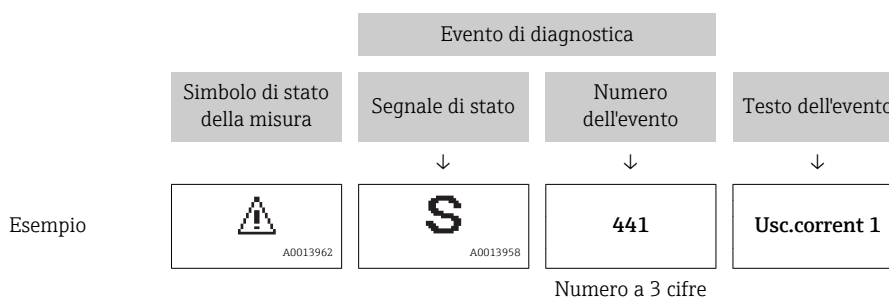 Evento di diagnostica
Simbolo di stato
della misura
Segnale di stato
Numero
dell'evento
Testo dell'evento
↓ ↓ ↓
Esempio
A0013962
S
A0013958
441
Usc.corrent 1
Numero a 3 cifre